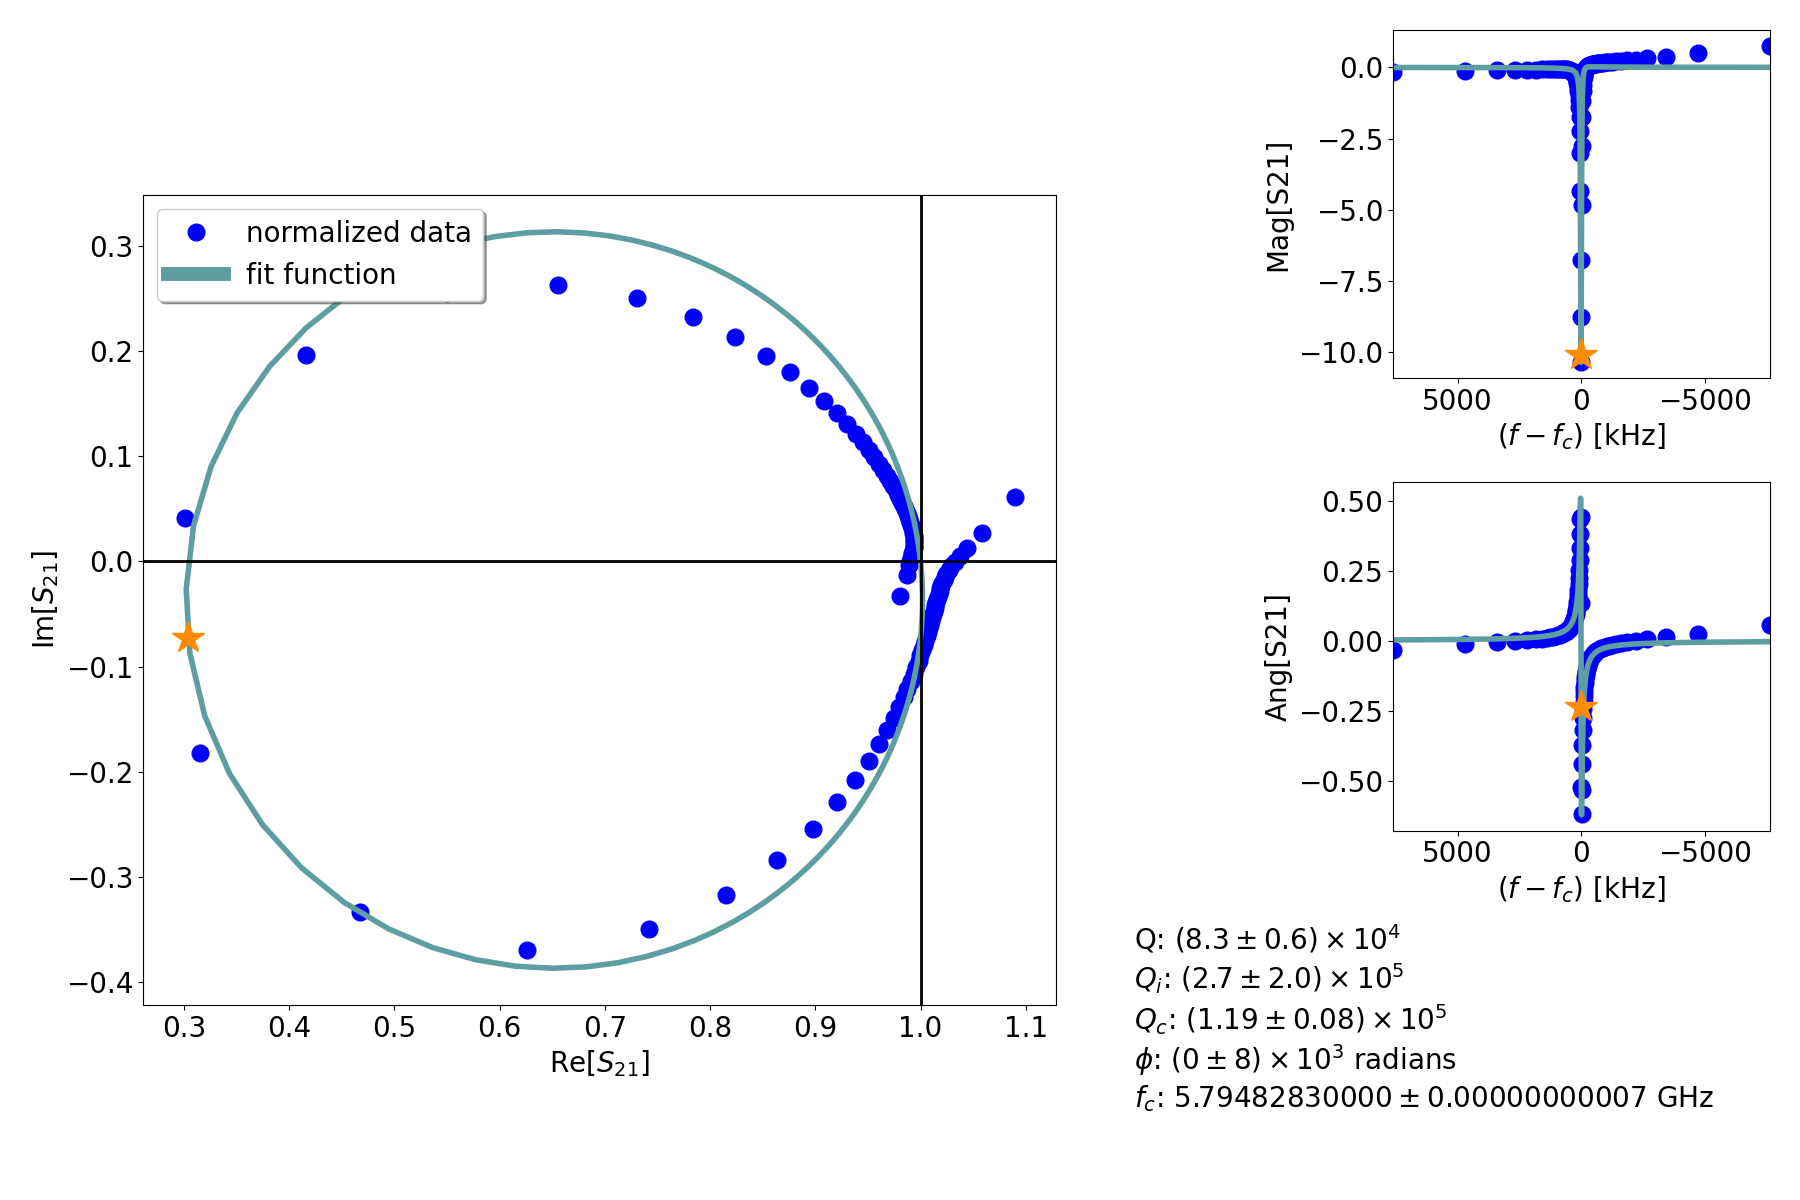 normalized data
fit function
0.3
0.2
0.1
0.0
−0.1
−0.2
−0.3
−0.4
Im[S₂₁]
0.3 0.4 0.5 0.6 0.7 0.8 0.9 1.0 1.1
Re[S₂₁]
0.0
−2.5
−5.0
−7.5
−10.0
Mag[S21]
5000 0 −5000
(f − f_c) [kHz]
0.50
0.25
0.00
−0.25
−0.50
Ang[S21]
5000 0 −5000
(f − f_c) [kHz]
Q: (8.3 ± 0.6) × 10⁴
Qᵢ: (2.7 ± 2.0) × 10⁵
Q_c: (1.19 ± 0.08) × 10⁵
ϕ: (0 ± 8) × 10³ radians
f_c: 5.79482830000 ± 0.00000000007 GHz